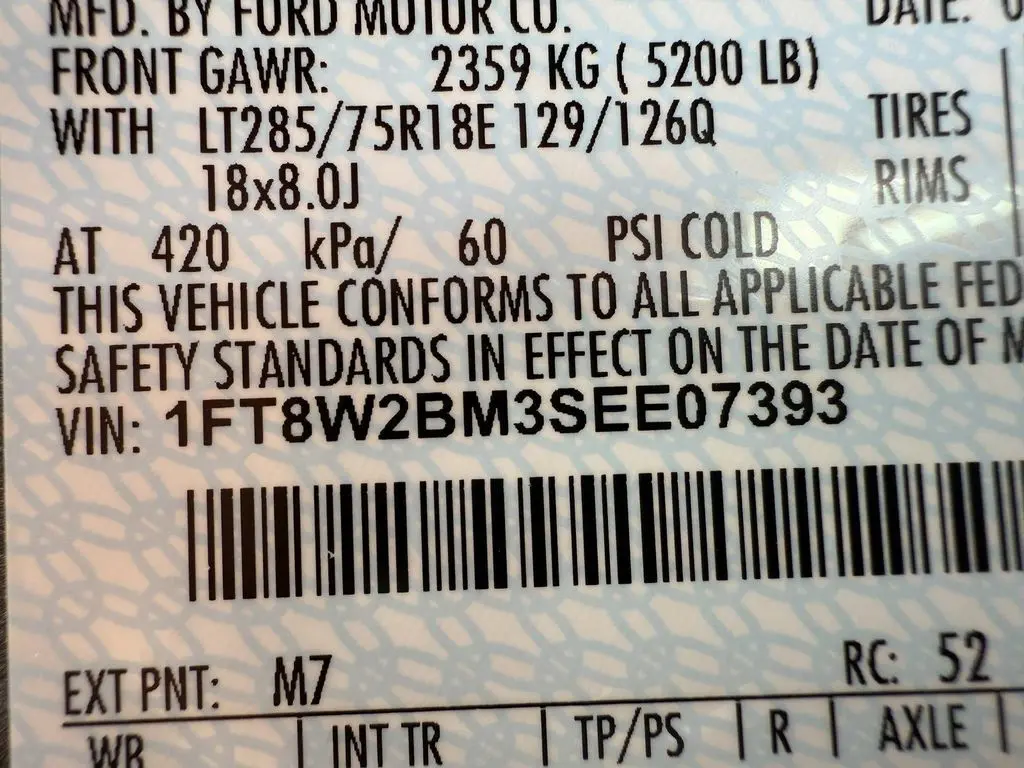 MFD. BY FORD MOTOR CO. DATE:
FRONT GAWR: 2359 KG ( 5200 LB)
WITH LT285/75R18E 129/126Q TIRES
18x8.0J RIMS
AT 420 kPa/ 60 PSI COLD
THIS VEHICLE CONFORMS TO ALL APPLICABLE FED
SAFETY STANDARDS IN EFFECT ON THE DATE OF M
VIN: 1FT8W2BM3SEE07393
EXT PNT: M7 RC: 52
WB INT TR TP/PS R AXLE